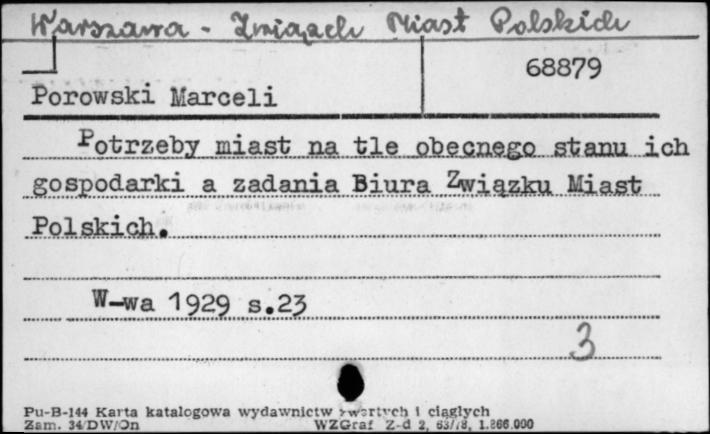 Warszawa - Związek Miast Polskich
68879
Porowski Marceli
Potrzeby miast na tle obecnego stanu ich
gospodarki a zadania Biura Związku Miast
Polskich.
W-wa 1929 s.23
3
Pu-B-144 Karta katalogowa wydawnictw zwartych i ciągłych
Zam. 34/DW/On WZGraf Z-d 2, 63/78, 1.866.000